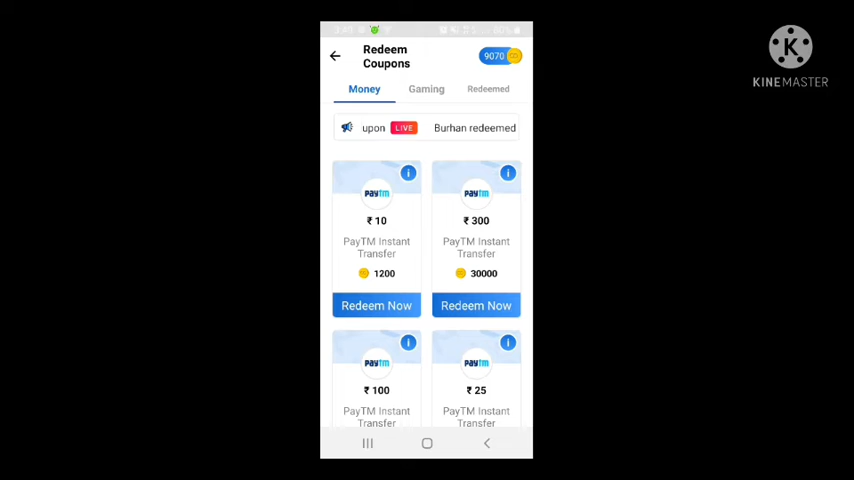 Redeem
Coupons
9070
Money
Gaming
Redeemed
upon
LIVE
Burhan redeemed
paytm
paytm
₹ 10
₹ 300
PayTM Instant
Transfer
PayTM Instant
Transfer
1200
30000
Redeem Now
Redeem Now
paytm
paytm
₹ 100
₹ 25
PayTM Instant
Transfer
PayTM Instant
Transfer
K
KINEMASTER